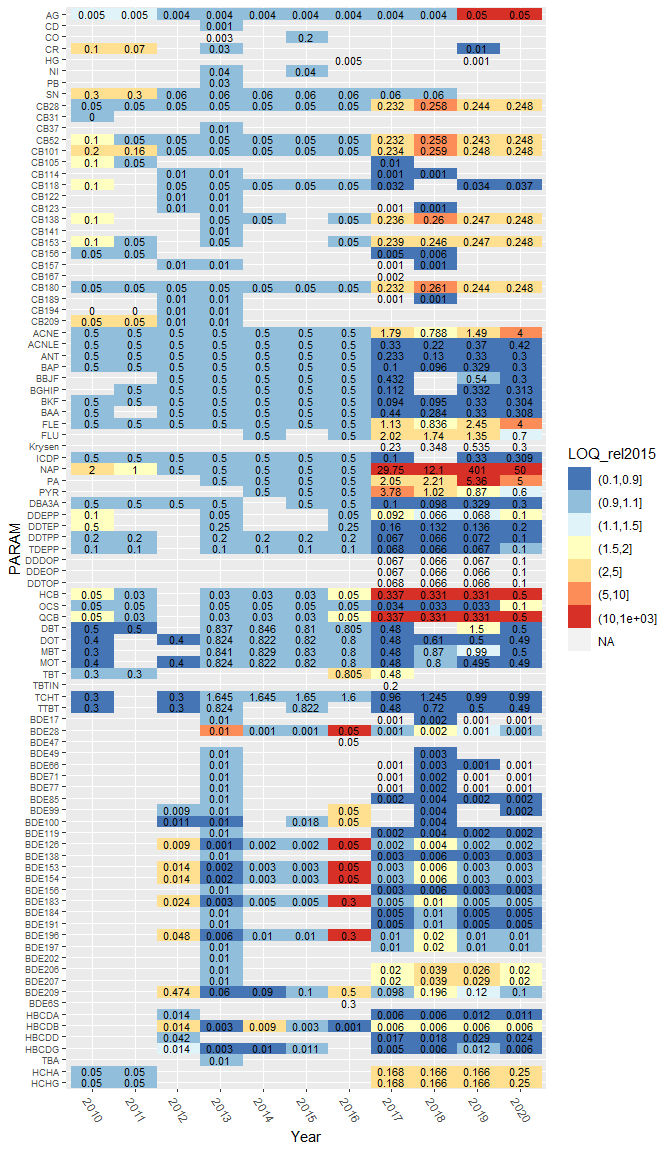 AG 0.005 0.005 0.004 0.004 0.004 0.004 0.004 0.004 0.004 0.05 0.05
CD 0.001
CO 0.003 0.2
CR 0.1 0.07 0.03 0.01
HG 0.005 0.001
NI 0.04 0.04
PB 0.03
SN 0.3 0.3 0.06 0.06 0.06 0.06 0.06 0.06 0.06
CB28 0.05 0.05 0.05 0.05 0.05 0.05 0.05 0.232 0.258 0.244 0.248
CB31 0
CB37 0.01
CB52 0.1 0.05 0.05 0.05 0.05 0.05 0.05 0.232 0.258 0.243 0.248
CB101 0.2 0.16 0.05 0.05 0.05 0.05 0.05 0.234 0.259 0.248 0.248
CB105 0.1 0.05 0.01
CB114 0.01 0.01 0.001 0.001
CB118 0.1 0.05 0.05 0.05 0.05 0.05 0.032 0.034 0.037
CB122 0.01 0.01
CB123 0.01 0.01 0.001 0.001
CB138 0.1 0.05 0.05 0.05 0.236 0.26 0.247 0.248
CB141 0.01
CB153 0.1 0.05 0.05 0.05 0.239 0.246 0.247 0.248
CB156 0.05 0.05 0.005 0.006
CB157 0.01 0.01 0.001 0.001
CB167 0.002
CB180 0.05 0.05 0.05 0.05 0.05 0.05 0.05 0.232 0.261 0.244 0.248
CB189 0.01 0.01 0.001 0.001
CB194 0 0 0.01 0.01
CB209 0.05 0.05 0.01 0.01
ACNE 0.5 0.5 0.5 0.5 0.5 0.5 0.5 1.79 0.788 1.49 4
ACNLE 0.5 0.5 0.5 0.5 0.5 0.5 0.5 0.33 0.22 0.37 0.42
ANT 0.5 0.5 0.5 0.5 0.5 0.5 0.5 0.233 0.13 0.33 0.3
BAP 0.5 0.5 0.5 0.5 0.5 0.5 0.5 0.1 0.096 0.329 0.3
BBJF 0.5 0.5 0.5 0.5 0.432 0.54 0.3
BGHIP 0.5 0.5 0.5 0.5 0.5 0.112 0.332 0.313
BKF 0.5 0.5 0.5 0.5 0.5 0.5 0.5 0.094 0.095 0.33 0.304
BAA 0.5 0.5 0.5 0.5 0.5 0.5 0.44 0.284 0.33 0.308
FLE 0.5 0.5 0.5 0.5 0.5 0.5 0.5 1.13 0.836 2.45 4
FLU 0.5 0.5 2.02 1.74 1.35 0.7
Krysen 0.23 0.348 0.535 0.3
ICDP 0.5 0.5 0.5 0.5 0.5 0.5 0.1 0.33 0.309
NAP 2 1 0.5 0.5 0.5 0.5 0.5 29.75 12.1 401 50
PA 0.5 0.5 0.5 0.5 2.05 2.21 5.36 5
PYR 0.5 0.5 0.5 3.78 1.02 0.87 0.6
DBA3A 0.5 0.5 0.5 0.5 0.5 0.5 0.1 0.098 0.329 0.3
DDEPP 0.1 0.05 0.05 0.092 0.066 0.068 0.1
DDTEP 0.5 0.25 0.25 0.16 0.132 0.136 0.2
DDTPP 0.2 0.2 0.2 0.2 0.2 0.2 0.067 0.066 0.072 0.1
TDEPP 0.1 0.1 0.1 0.1 0.1 0.1 0.068 0.066 0.067 0.1
DDDOP 0.067 0.066 0.067 0.1
DDEOP 0.067 0.066 0.067 0.1
DDTOP 0.068 0.066 0.066 0.1
HCB 0.05 0.03 0.03 0.03 0.03 0.05 0.337 0.331 0.331 0.5
OCS 0.05 0.05 0.05 0.05 0.05 0.05 0.034 0.033 0.033 0.1
QCB 0.05 0.03 0.03 0.03 0.03 0.05 0.337 0.331 0.331 0.5
DBT 0.5 0.5 0.837 0.846 0.81 0.805 0.48 1.5 0.5
DOT 0.4 0.4 0.824 0.822 0.82 0.8 0.48 0.61 0.5 0.49
MBT 0.3 0.841 0.829 0.83 0.8 0.48 0.87 0.99 0.5
MOT 0.4 0.4 0.824 0.822 0.82 0.8 0.48 0.8 0.495 0.49
TBT 0.3 0.3 0.805 0.48
TBTIN 0.2
TCHT 0.3 0.3 1.645 1.645 1.65 1.6 0.96 1.245 0.99 0.99
TTBT 0.3 0.3 0.824 0.822 0.48 0.72 0.5 0.49
BDE17 0.01 0.001 0.002 0.001 0.001
BDE28 0.01 0.001 0.001 0.05 0.001 0.002 0.001 0.001
BDE47 0.05
BDE49 0.01 0.003
BDE66 0.01 0.001 0.003 0.001 0.001
BDE71 0.01 0.001 0.002 0.001 0.001
BDE77 0.01 0.001 0.002 0.001 0.001
BDE85 0.01 0.002 0.004 0.002 0.002
BDE99 0.009 0.01 0.05 0.004 0.002
BDE100 0.011 0.01 0.018 0.05 0.004
BDE119 0.01 0.002 0.004 0.002 0.002
BDE126 0.009 0.001 0.002 0.002 0.05 0.002 0.004 0.002 0.002
BDE138 0.01 0.003 0.006 0.003 0.003
BDE153 0.014 0.002 0.003 0.003 0.05 0.003 0.006 0.003 0.003
BDE154 0.014 0.002 0.003 0.003 0.05 0.003 0.006 0.003 0.003
BDE156 0.01 0.003 0.006 0.003 0.003
BDE183 0.024 0.003 0.005 0.005 0.3 0.005 0.01 0.005 0.005
BDE184 0.01 0.005 0.01 0.005 0.005
BDE191 0.01 0.005 0.01 0.005 0.005
BDE196 0.048 0.006 0.01 0.01 0.3 0.01 0.02 0.01 0.01
BDE197 0.01 0.01 0.02 0.01 0.01
BDE202 0.01
BDE206 0.01 0.02 0.039 0.026 0.02
BDE207 0.01 0.02 0.039 0.029 0.02
BDE209 0.474 0.06 0.09 0.1 0.5 0.098 0.196 0.12 0.1
BDE6S 0.3
HBCDA 0.014 0.006 0.006 0.012 0.011
HBCDB 0.014 0.003 0.009 0.003 0.001 0.006 0.006 0.006 0.006
HBCDD 0.042 0.017 0.018 0.029 0.024
HBCDG 0.014 0.003 0.01 0.011 0.005 0.006 0.012 0.006
TBA 0.01
HCHA 0.05 0.05 0.168 0.166 0.166 0.25
HCHG 0.05 0.05 0.168 0.166 0.166 0.25
2010 2011 2012 2013 2014 2015 2016 2017 2018 2019 2020
Year
PARAM
LOQ_rel2015
(0.1,0.9]
(0.9,1.1]
(1.1,1.5]
(1.5,2]
(2,5]
(5,10]
(10,1e+03]
NA